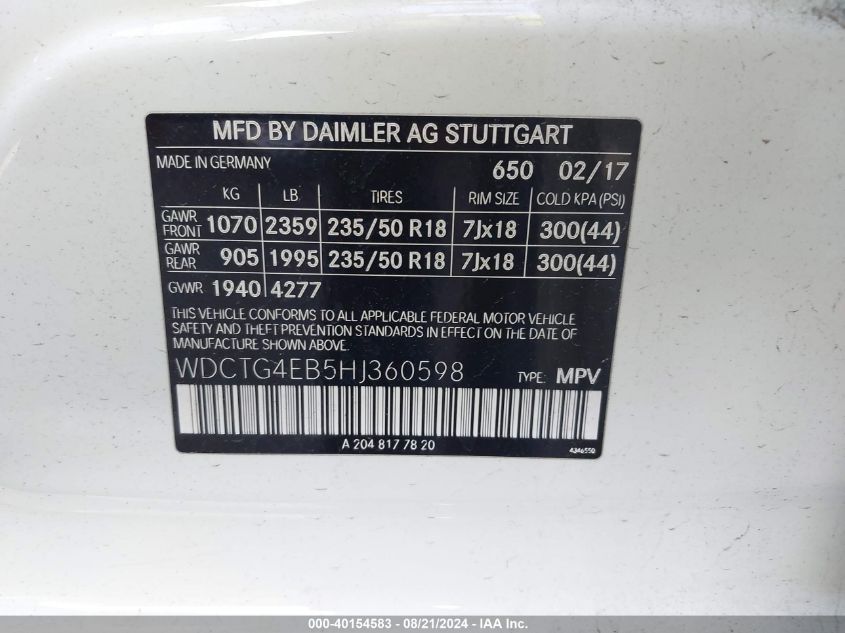 MFD BY DAIMLER AG STUTTGART
MADE IN GERMANY 650 02/17
KG LB TIRES RIM SIZE COLD KPA (PSI)
GAWR FRONT 1070 2359 235/50 R18 7Jx18 300(44)
GAWR REAR 905 1995 235/50 R18 7Jx18 300(44)
GVWR 1940 4277
THIS VEHICLE CONFORMS TO ALL APPLICABLE FEDERAL MOTOR VEHICLE
SAFETY AND THEFT PREVENTION STANDARDS IN EFFECT ON THE DATE OF
MANUFACTURE SHOWN ABOVE.
WDCTG4EB5HJ360598 TYPE: MPV
A 204 817 78 20 4346550
000-40154583 - 08/21/2024 - IAA Inc.